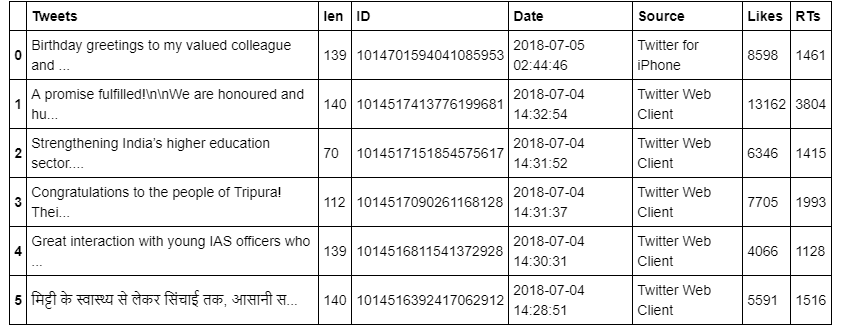 Tweets len ID Date Source Likes RTs
0 Birthday greetings to my valued colleague and ... 139 1014701594041085953 2018-07-05 02:44:46 Twitter for iPhone 8598 1461
1 A promise fulfilled!\n\nWe are honoured and hu... 140 1014517413776199681 2018-07-04 14:32:54 Twitter Web Client 13162 3804
2 Strengthening India's higher education sector.... 70 1014517151854575617 2018-07-04 14:31:52 Twitter Web Client 6346 1415
3 Congratulations to the people of Tripura! Thei... 112 1014517090261168128 2018-07-04 14:31:37 Twitter Web Client 7705 1993
4 Great interaction with young IAS officers who ... 139 1014516811541372928 2018-07-04 14:30:31 Twitter Web Client 4066 1128
5 मिट्टी के स्वास्थ्य से लेकर सिंचाई तक, आसानी स... 140 1014516392417062912 2018-07-04 14:28:51 Twitter Web Client 5591 1516